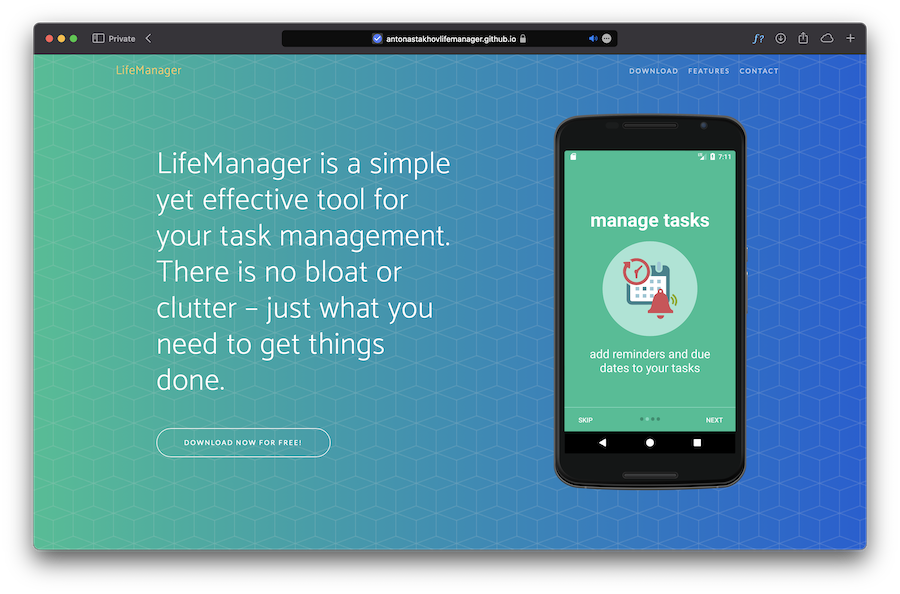 Private
antonastakhovlifemanager.github.io
ƒ?
LifeManager
DOWNLOAD FEATURES CONTACT
LifeManager is a simple
yet effective tool for
your task management.
There is no bloat or
clutter – just what you
need to get things
done.
DOWNLOAD NOW FOR FREE!
7:11
manage tasks
add reminders and due
dates to your tasks
SKIP
NEXT